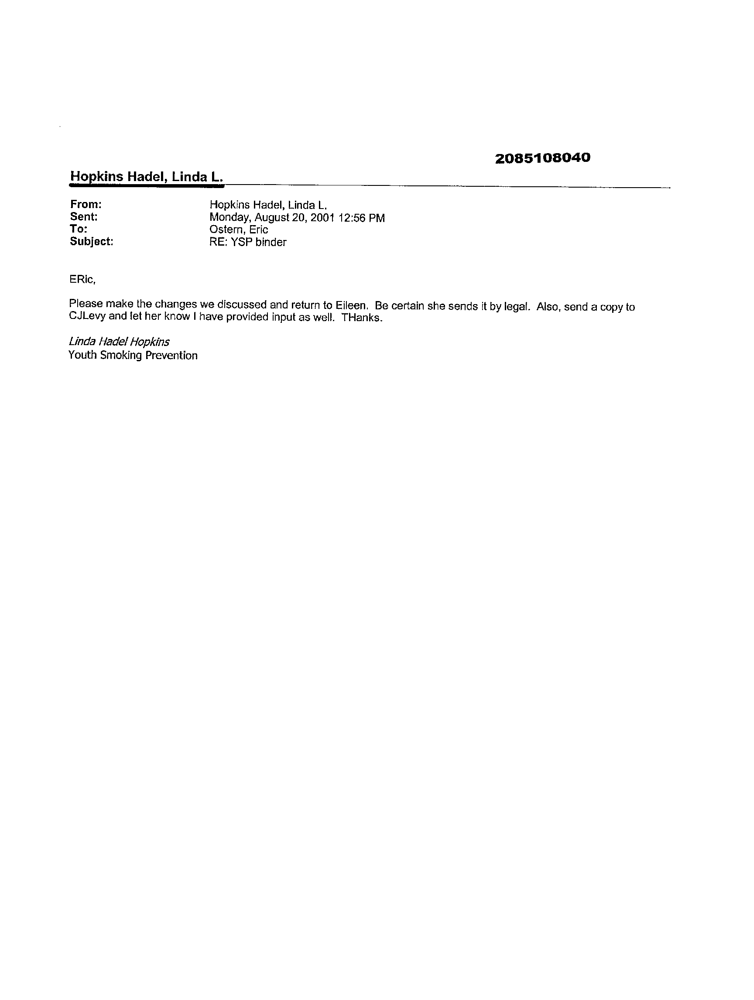 2085108040
Hopkins Hadel, Linda L.
From: Hopkins Hadel, Linda L.
Sent: Monday, August 20, 2001 12:56 PM
To: Ostern, Eric
Subject: RE: YSP binder
ERic,
Please make the changes we discussed and return to Eileen. Be certain she sends it by legal. Also, send a copy to
CJLevy and let her know I have provided input as well. THanks.
Linda Hadel Hopkins
Youth Smoking Prevention